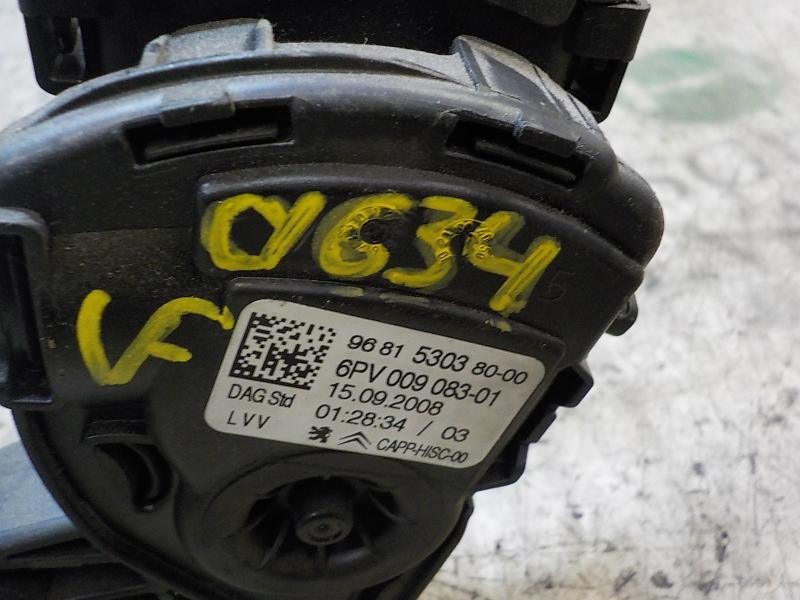 01634
VF
96 81 5303 80-00
6PV 009 083-01
DAG Std 15.09.2008
LVV 01:28:34 / 03
CAPP-HISC-00